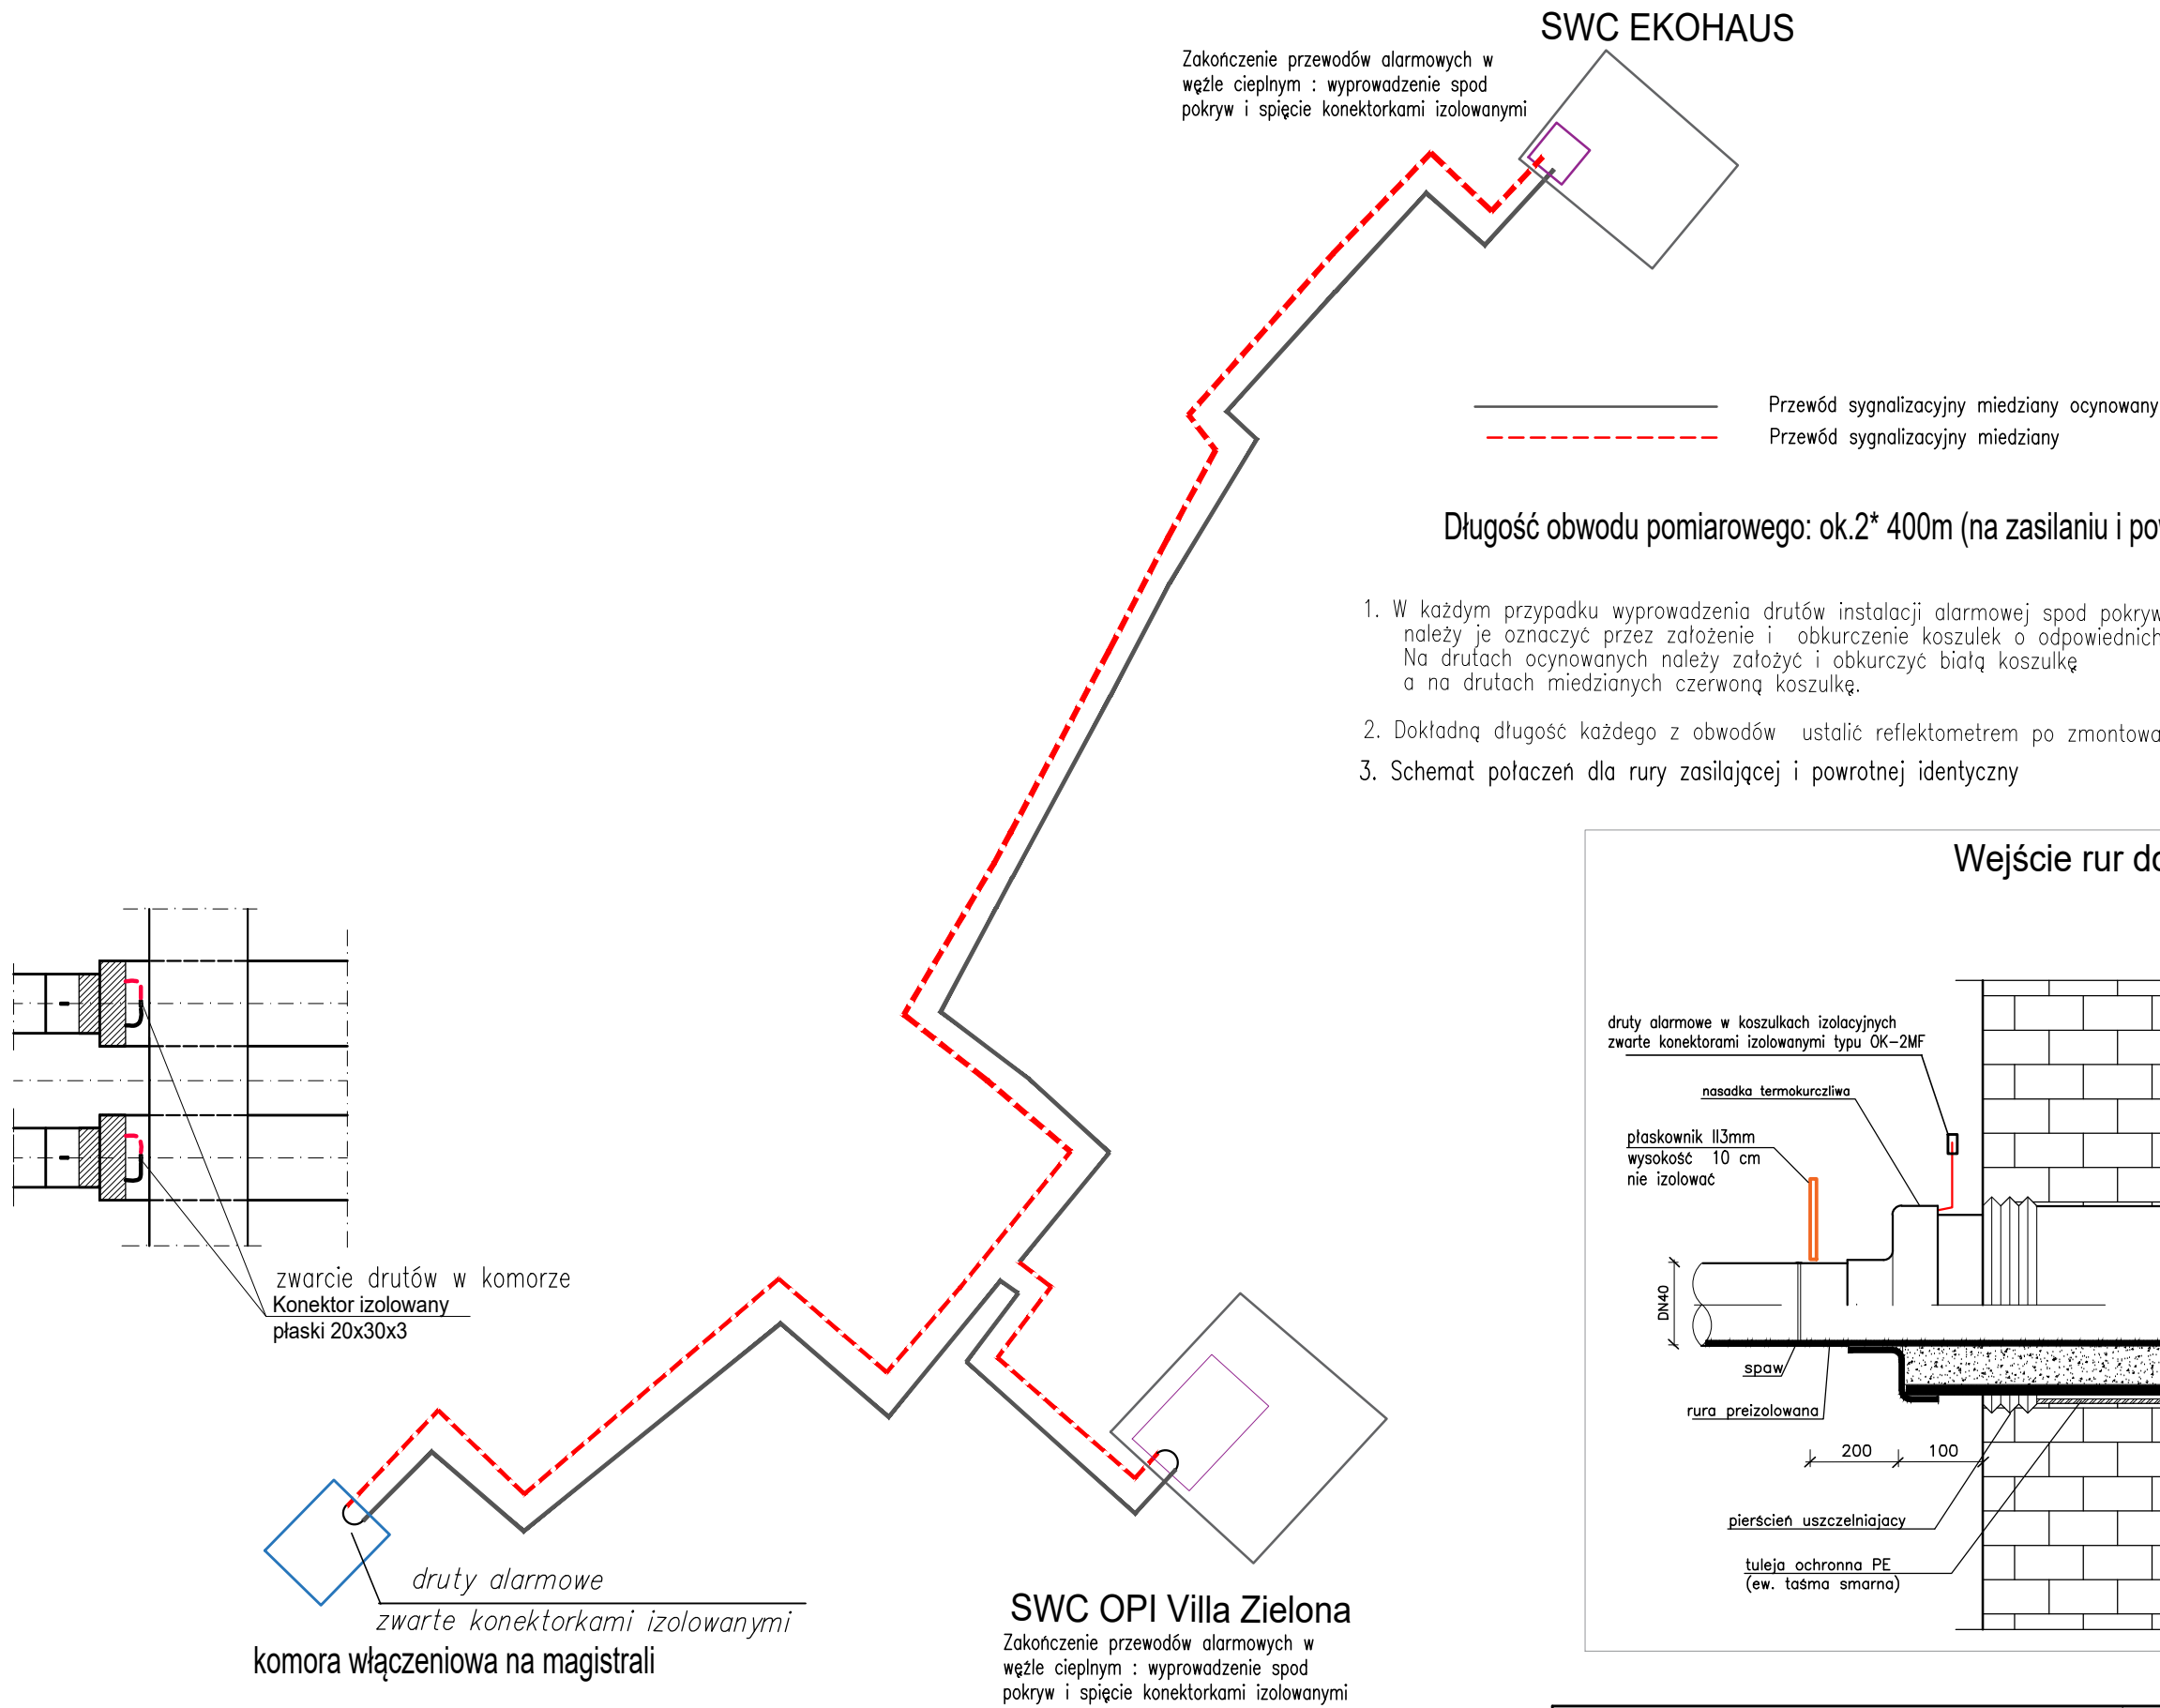 SWC EKOHAUS
Zakończenie przewodów alarmowych w
węźle cieplnym : wyprowadzenie spod
pokryw i spięcie konektorkami izolowanymi
Przewód sygnalizacyjny miedziany ocynowany
Przewód sygnalizacyjny miedziany
Długość obwodu pomiarowego: ok.2* 400m (na zasilaniu i pow
1. W każdym przypadku wyprowadzenia drutów instalacji alarmowej spod pokryw
należy je oznaczyć przez założenie i obkurczenie koszulek o odpowiednich
Na drutach ocynowanych należy założyć i obkurczyć białą koszulkę
a na drutach miedzianych czerwoną koszulkę.
2. Dokładną długość każdego z obwodów ustalić reflektometrem po zmontowa
3. Schemat połaczeń dla rury zasilającej i powrotnej identyczny
Wejście rur do
druty alarmowe w koszulkach izolacyjnych
zwarte konektorami izolowanymi typu OK-2MF
nasadka termokurczliwa
płaskownik II3mm
wysokość 10 cm
nie izolować
DN40
spaw
rura preizolowana
200
100
pierścień uszczelniajacy
tuleja ochronna PE
(ew. taśma smarna)
zwarcie drutów w komorze
Konektor izolowany
płaski 20x30x3
druty alarmowe
zwarte konektorkami izolowanymi
komora włączeniowa na magistrali
SWC OPI Villa Zielona
Zakończenie przewodów alarmowych w
węźle cieplnym : wyprowadzenie spod
pokryw i spięcie konektorkami izolowanymi